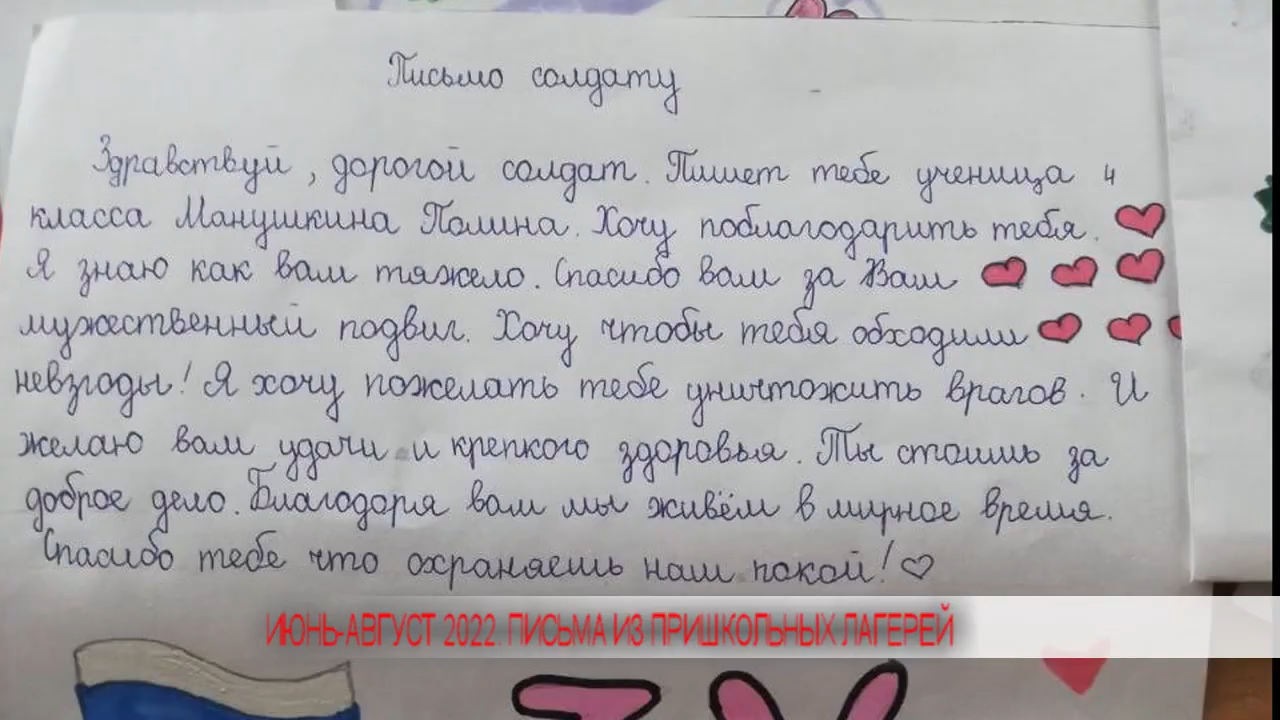 Письмо солдату
Здравствуй, дорогой солдат. Пишет тебе ученица 4
класса Манушкина Полина. Хочу поблагодарить тебя.
Я знаю как вам тяжело. Спасибо вам за Ваш
мужественный подвиг. Хочу чтобы тебя обходили
невзгоды! Я хочу пожелать тебе уничтожить врагов. И
желаю вам удачи и крепкого здоровья. Ты стоишь за
доброе дело. Благодоря вам мы живём в мирное время.
Спасибо тебе что охраняешь наш покой!
ИЮНЬ-АВГУСТ 2022. ПИСЬМА ИЗ ПРИШКОЛЬНЫХ ЛАГЕРЕЙ